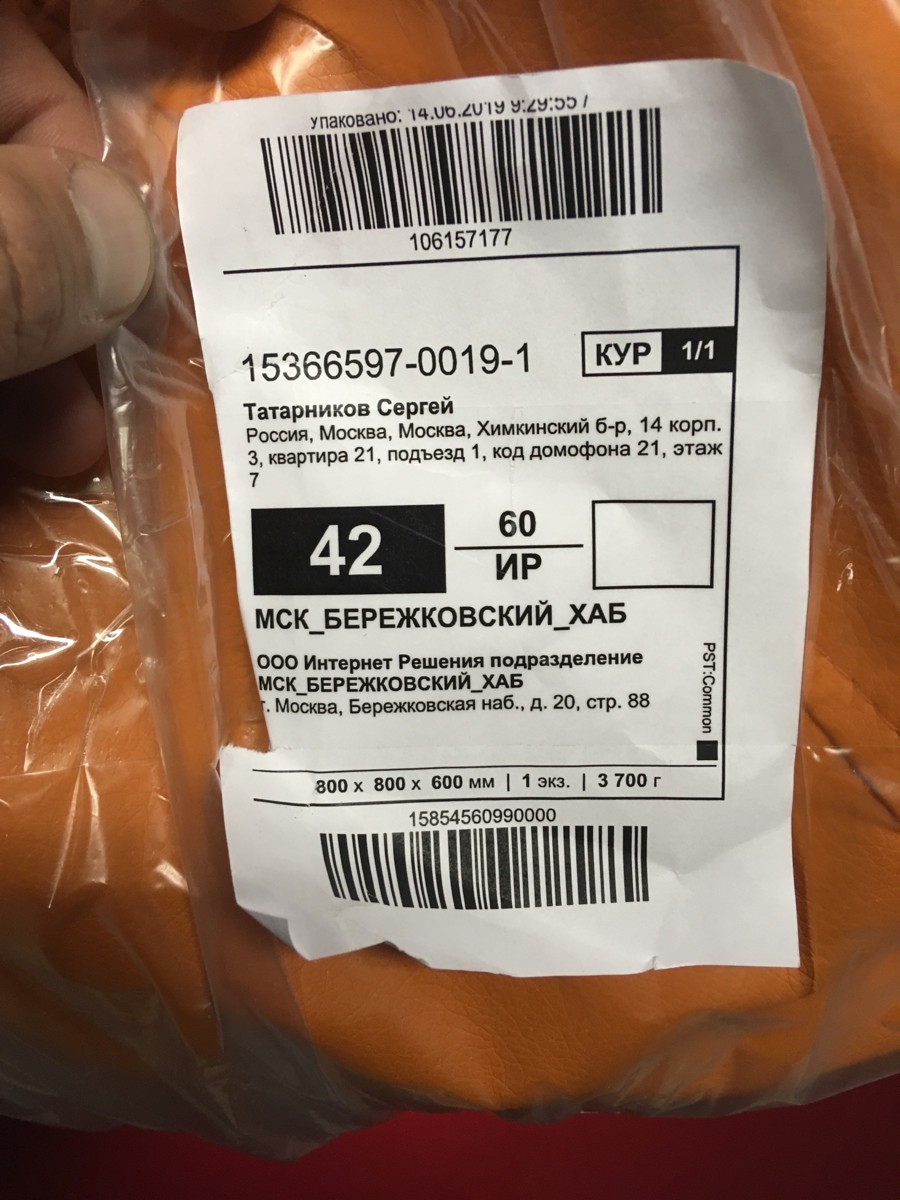 Упаковано: 14.06.2019 9:29:55 /
106157177
15366597-0019-1
КУР 1/1
Татарников Сергей
Россия, Москва, Москва, Химкинский б-р, 14 корп.
3, квартира 21, подъезд 1, код домофона 21, этаж
7
42
60
ИР
МСК_БЕРЕЖКОВСКИЙ_ХАБ
ООО Интернет Решения подразделение
МСК_БЕРЕЖКОВСКИЙ_ХАБ
г. Москва, Бережковская наб., д. 20, стр. 88
PST:Common
800 x 800 x 600 мм | 1 экз. | 3 700 г
15854560990000